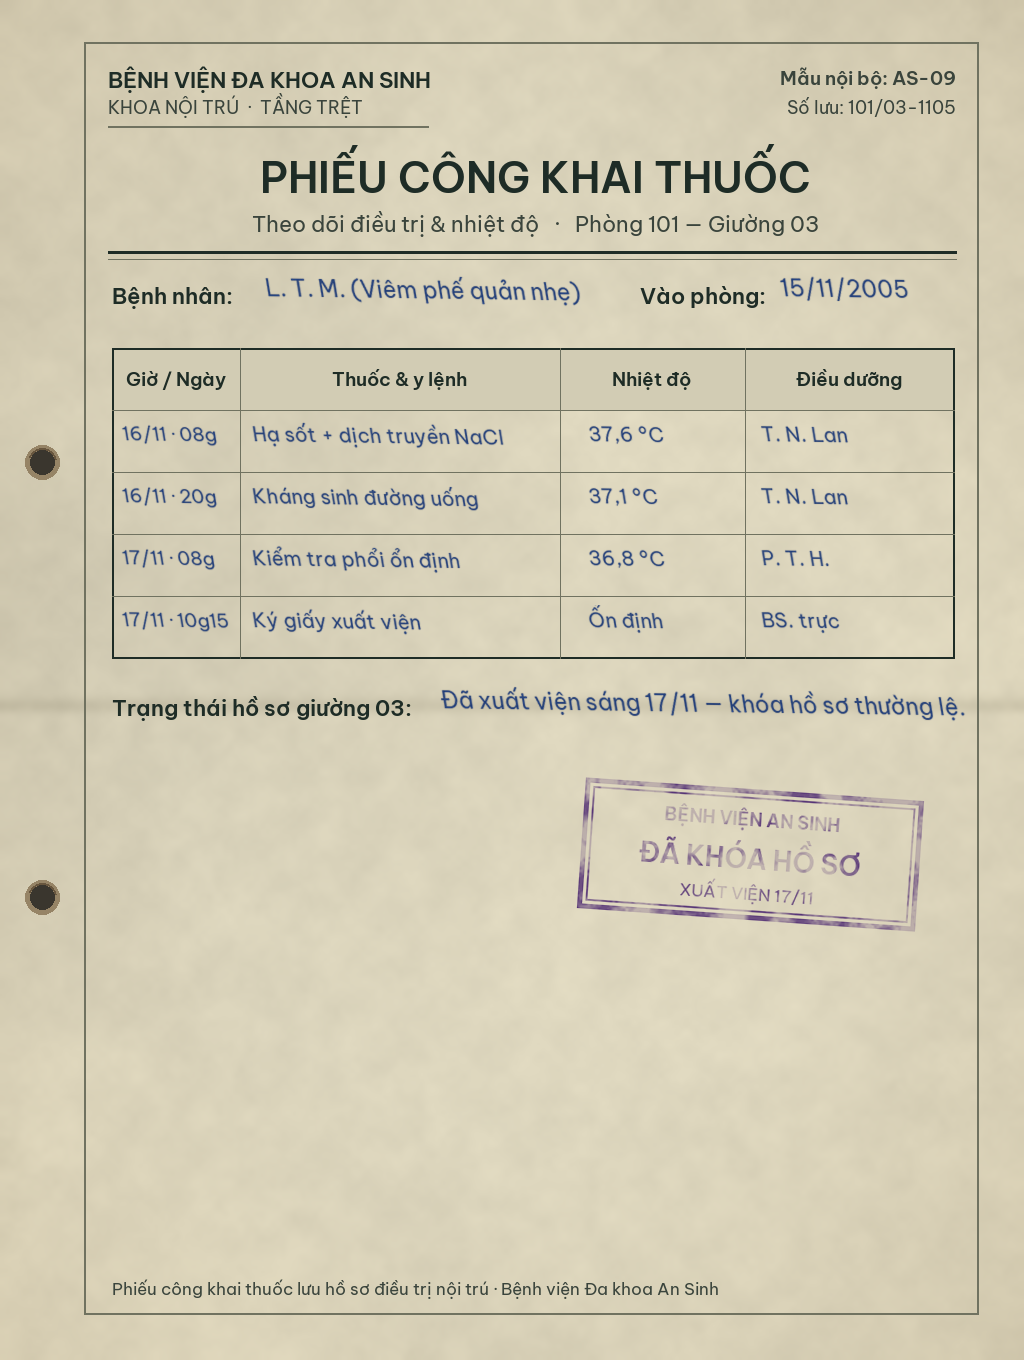 BỆNH VIỆN ĐA KHOA AN SINH
KHOA NỘI TRÚ · TẦNG TRỆT
Mẫu nội bộ: AS-09
Số lưu: 101/03-1105
PHIẾU CÔNG KHAI THUỐC
Theo dõi điều trị & nhiệt độ · Phòng 101 — Giường 03
Bệnh nhân: L. T. M. (Viêm phế quản nhẹ) Vào phòng: 15/11/2005
Giờ / Ngày Thuốc & y lệnh Nhiệt độ Điều dưỡng
16/11 · 08g Hạ sốt + dịch truyền NaCl 37,6 °C T. N. Lan
16/11 · 20g Kháng sinh đường uống 37,1 °C T. N. Lan
17/11 · 08g Kiểm tra phổi ổn định 36,8 °C P. T. H.
17/11 · 10g15 Ký giấy xuất viện Ổn định BS. trực
Trạng thái hồ sơ giường 03: Đã xuất viện sáng 17/11 — khóa hồ sơ thường lệ.
BỆNH VIỆN AN SINH
ĐÃ KHÓA HỒ SƠ
XUẤT VIỆN 17/11
Phiếu công khai thuốc lưu hồ sơ điều trị nội trú · Bệnh viện Đa khoa An Sinh